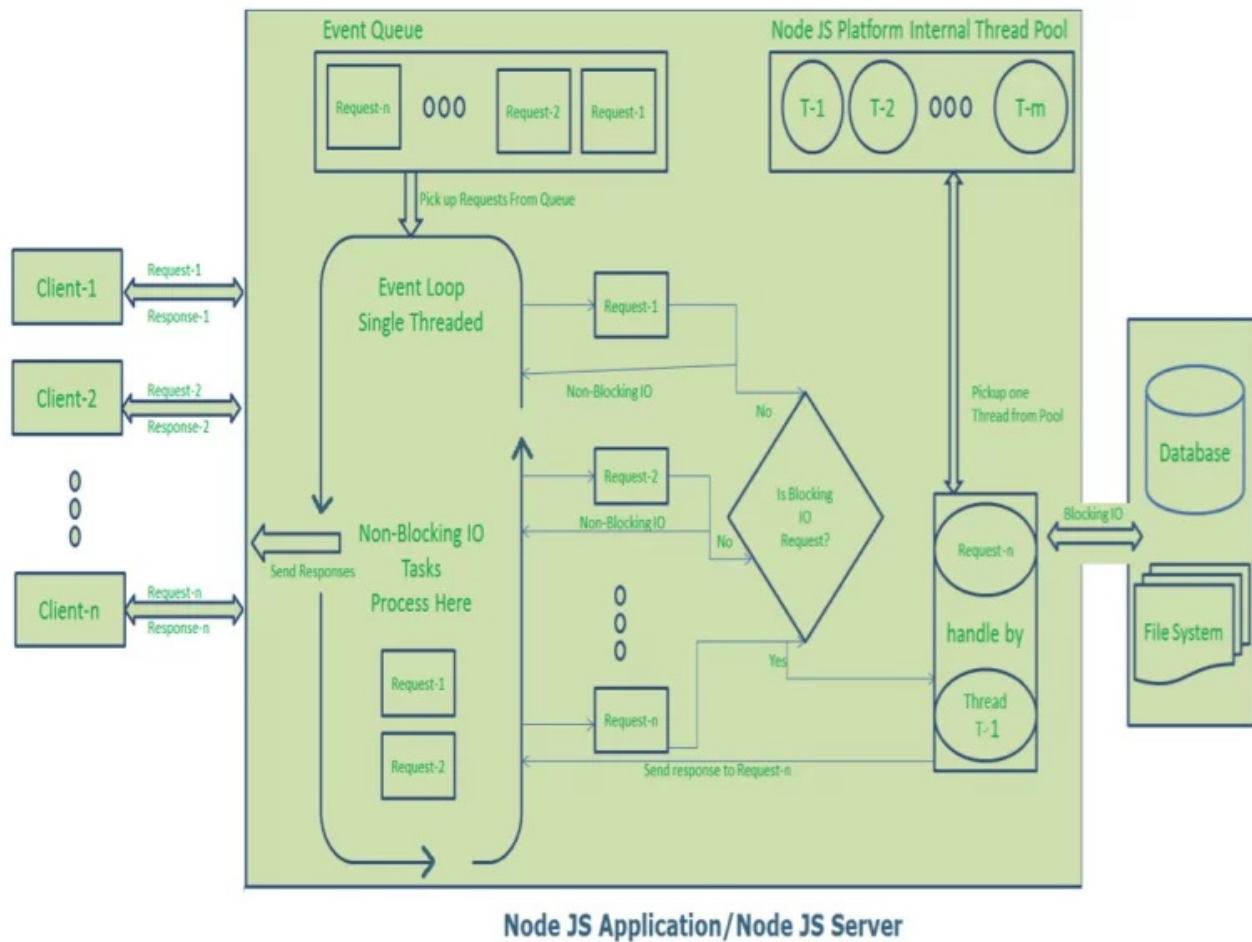 Event Queue
Node JS Platform Internal Thread Pool
Request-n
Request-2
Request-1
T-1
T-2
T-m
Pick up Requests From Queue
Client-1
Request-1
Response-1
Event Loop
Single Threaded
Request-1
Non-Blocking IO
No
Client-2
Request-2
Response-2
Pickup one
Thread from Pool
Request-2
Non-Blocking IO
No
Is Blocking
IO
Request?
Database
Blocking IO
Request-n
Send Responses
Non-Blocking IO
Tasks
Process Here
Client-n
Request-n
Response-n
handle by
File System
Yes
Request-1
Request-n
Thread
T-1
Request-2
Send response to Request-n
Node JS Application/Node JS Server